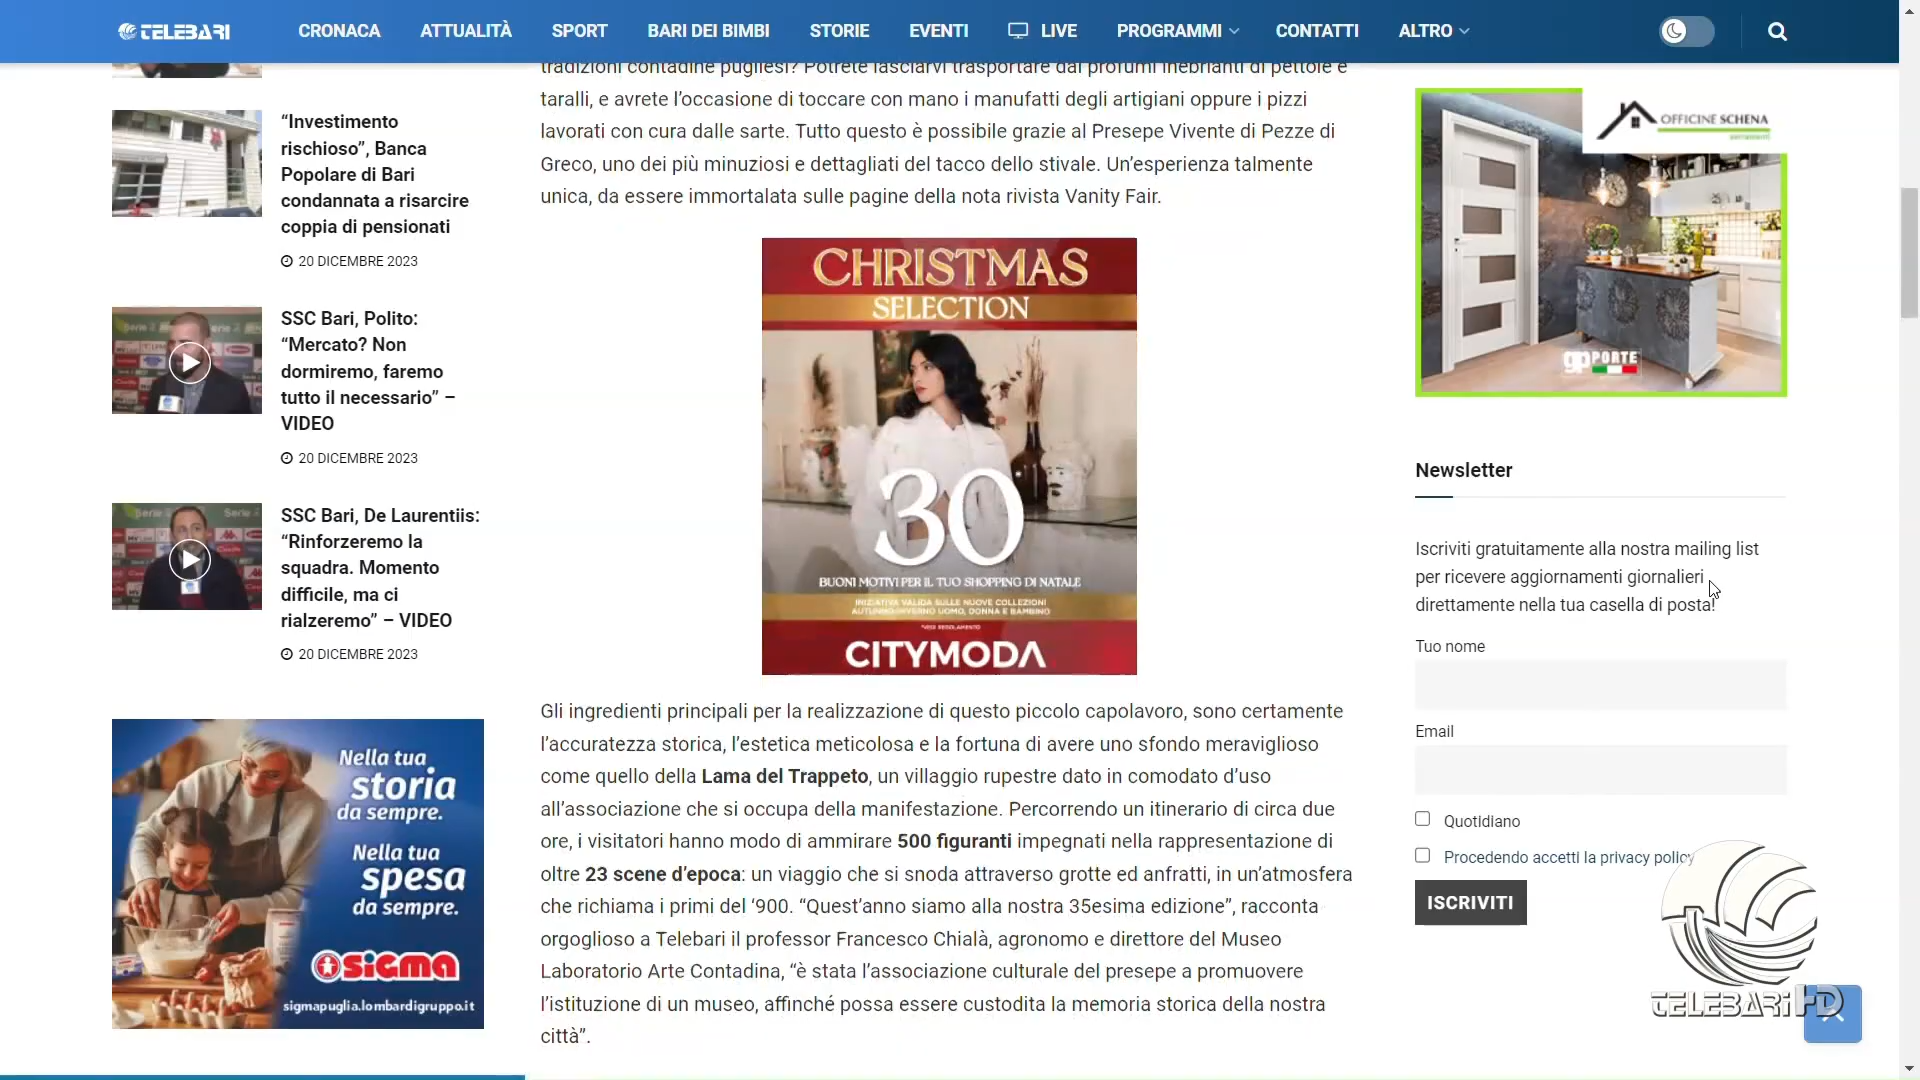 TELEBARI
CRONACA
ATTUALITÀ
SPORT
BARI DEI BIMBI
STORIE
EVENTI
LIVE
PROGRAMMI
CONTATTI
ALTRO
“Investimento
rischioso”, Banca
Popolare di Bari
condannata a risarcire
coppia di pensionati
20 DICEMBRE 2023
SSC Bari, Polito:
“Mercato? Non
dormiremo, faremo
tutto il necessario” –
VIDEO
20 DICEMBRE 2023
SSC Bari, De Laurentiis:
“Rinforzeremo la
squadra. Momento
difficile, ma ci
rialzeremo” – VIDEO
20 DICEMBRE 2023
Nella tua
storia
da sempre.
Nella tua
spesa
da sempre.
sigma
sigmapuglia.lombardigruppo.it
tradizioni contadine pugliesi? Potrete lasciarvi trasportare dai profumi inebrianti di pettole e
taralli, e avrete l’occasione di toccare con mano i manufatti degli artigiani oppure i pizzi
lavorati con cura dalle sarte. Tutto questo è possibile grazie al Presepe Vivente di Pezze di
Greco, uno dei più minuziosi e dettagliati del tacco dello stivale. Un’esperienza talmente
unica, da essere immortalata sulle pagine della nota rivista Vanity Fair.
CHRISTMAS
SELECTION
30
BUONI MOTIVI PER IL TUO SHOPPING DI NATALE
INIZIATIVA VALIDA SULLE NUOVE COLLEZIONI
AUTUNNO-INVERNO UOMO, DONNA E BAMBINO
*VEDI REGOLAMENTO
CITYMODA
Gli ingredienti principali per la realizzazione di questo piccolo capolavoro, sono certamente
l’accuratezza storica, l’estetica meticolosa e la fortuna di avere uno sfondo meraviglioso
come quello della Lama del Trappeto, un villaggio rupestre dato in comodato d’uso
all’associazione che si occupa della manifestazione. Percorrendo un itinerario di circa due
ore, i visitatori hanno modo di ammirare 500 figuranti impegnati nella rappresentazione di
oltre 23 scene d’epoca: un viaggio che si snoda attraverso grotte ed anfratti, in un’atmosfera
che richiama i primi del ‘900. “Quest’anno siamo alla nostra 35esima edizione”, racconta
orgoglioso a Telebari il professor Francesco Chialà, agronomo e direttore del Museo
Laboratorio Arte Contadina, “è stata l’associazione culturale del presepe a promuovere
l’istituzione di un museo, affinché possa essere custodita la memoria storica della nostra
città”.
OFFICINE SCHENA
serramenti
gp PORTE
Newsletter
Iscriviti gratuitamente alla nostra mailing list
per ricevere aggiornamenti giornalieri
direttamente nella tua casella di posta!
Tuo nome
Email
Quotidiano
Procedendo accetti la privacy policy
ISCRIVITI
TELEBARI HD